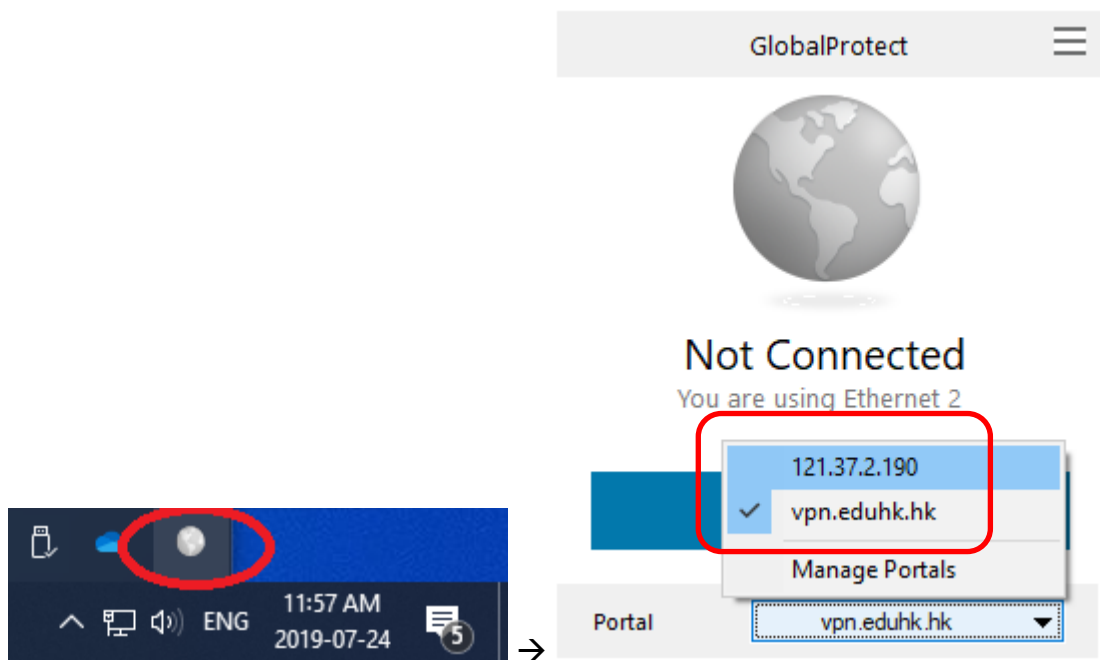 GlobalProtect
Not Connected
You are using Ethernet 2
121.37.2.190
vpn.eduhk.hk
Manage Portals
Portal
vpn.eduhk.hk
ENG
11:57 AM
2019-07-24
5
→